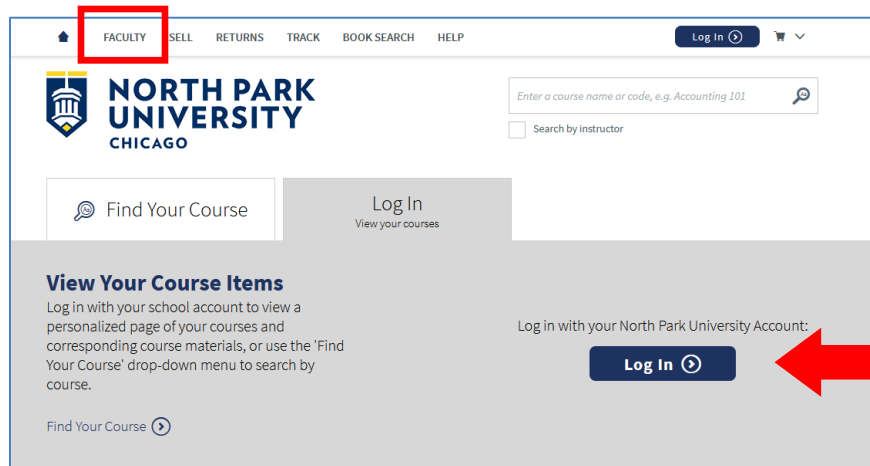 FACULTY SELL RETURNS TRACK BOOK SEARCH HELP Log In
NORTH PARK
UNIVERSITY
CHICAGO
Enter a course name or code, e.g. Accounting 101
Search by instructor
Find Your Course
Log In
View your courses
View Your Course Items
Log in with your school account to view a
personalized page of your courses and
corresponding course materials, or use the 'Find
Your Course' drop-down menu to search by
course.
Find Your Course
Log in with your North Park University Account:
Log In